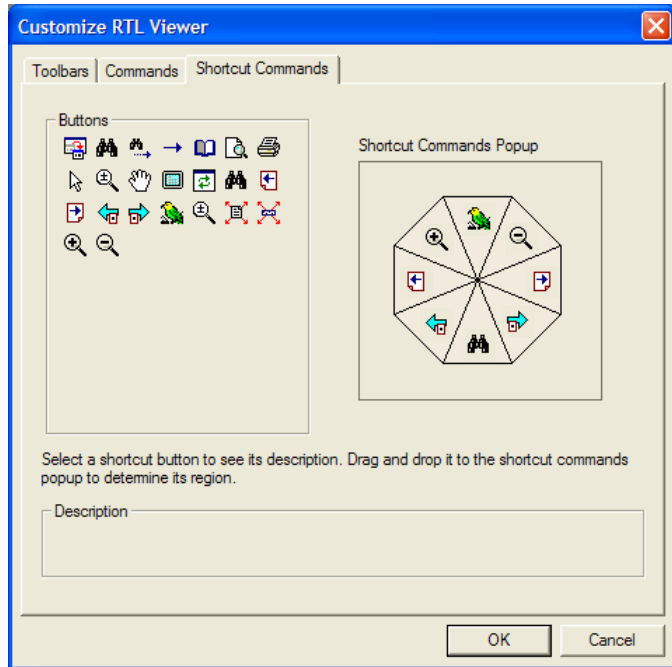 Customize RTL Viewer
Toolbars
Commands
Shortcut Commands
Buttons
Shortcut Commands Popup
Select a shortcut button to see its description. Drag and drop it to the shortcut commands
popup to determine its region.
Description
OK
Cancel